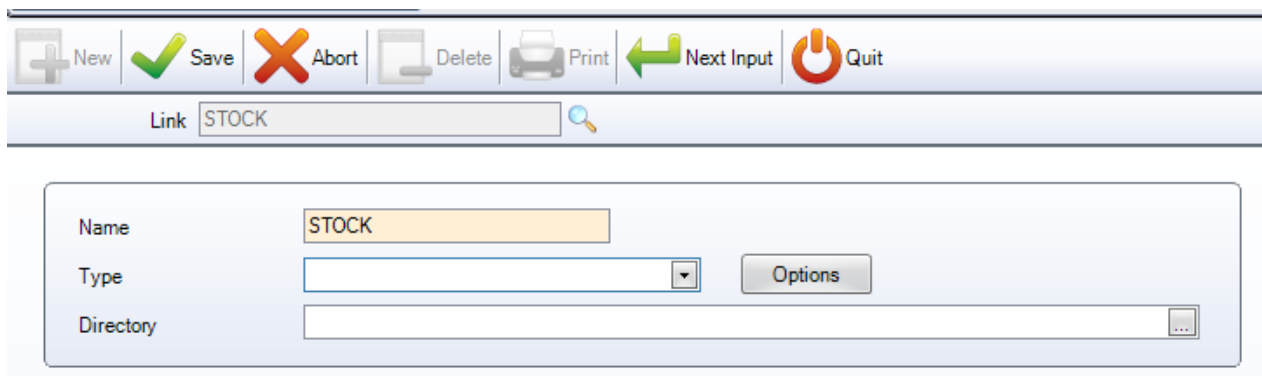 New Save Abort Delete Print Next Input Quit
Link STOCK
Name STOCK
Type Options
Directory ...